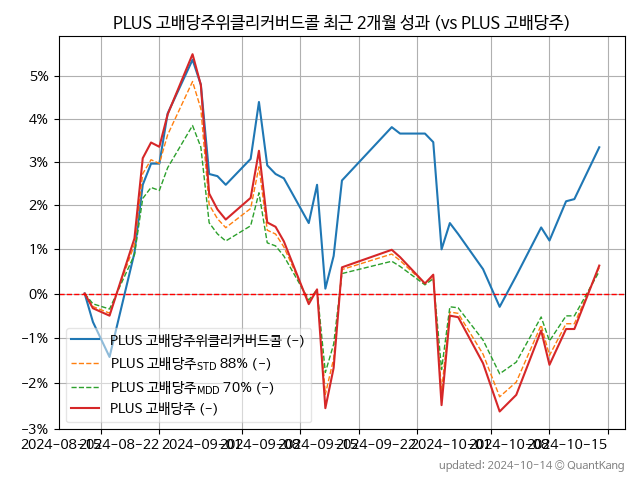 PLUS 고배당주위클리커버드콜 최근 2개월 성과 (vs PLUS 고배당주)
5%
4%
3%
2%
1%
0%
−1%
−2%
−3%
PLUS 고배당주위클리커버드콜 (-)
PLUS 고배당주STD 88% (-)
PLUS 고배당주MDD 70% (-)
PLUS 고배당주 (-)
2024-08-15 2024-08-22 2024-09-01 2024-09-08 2024-09-15 2024-09-22 2024-10-01 2024-10-08 2024-10-15
updated: 2024-10-14 © QuantKang